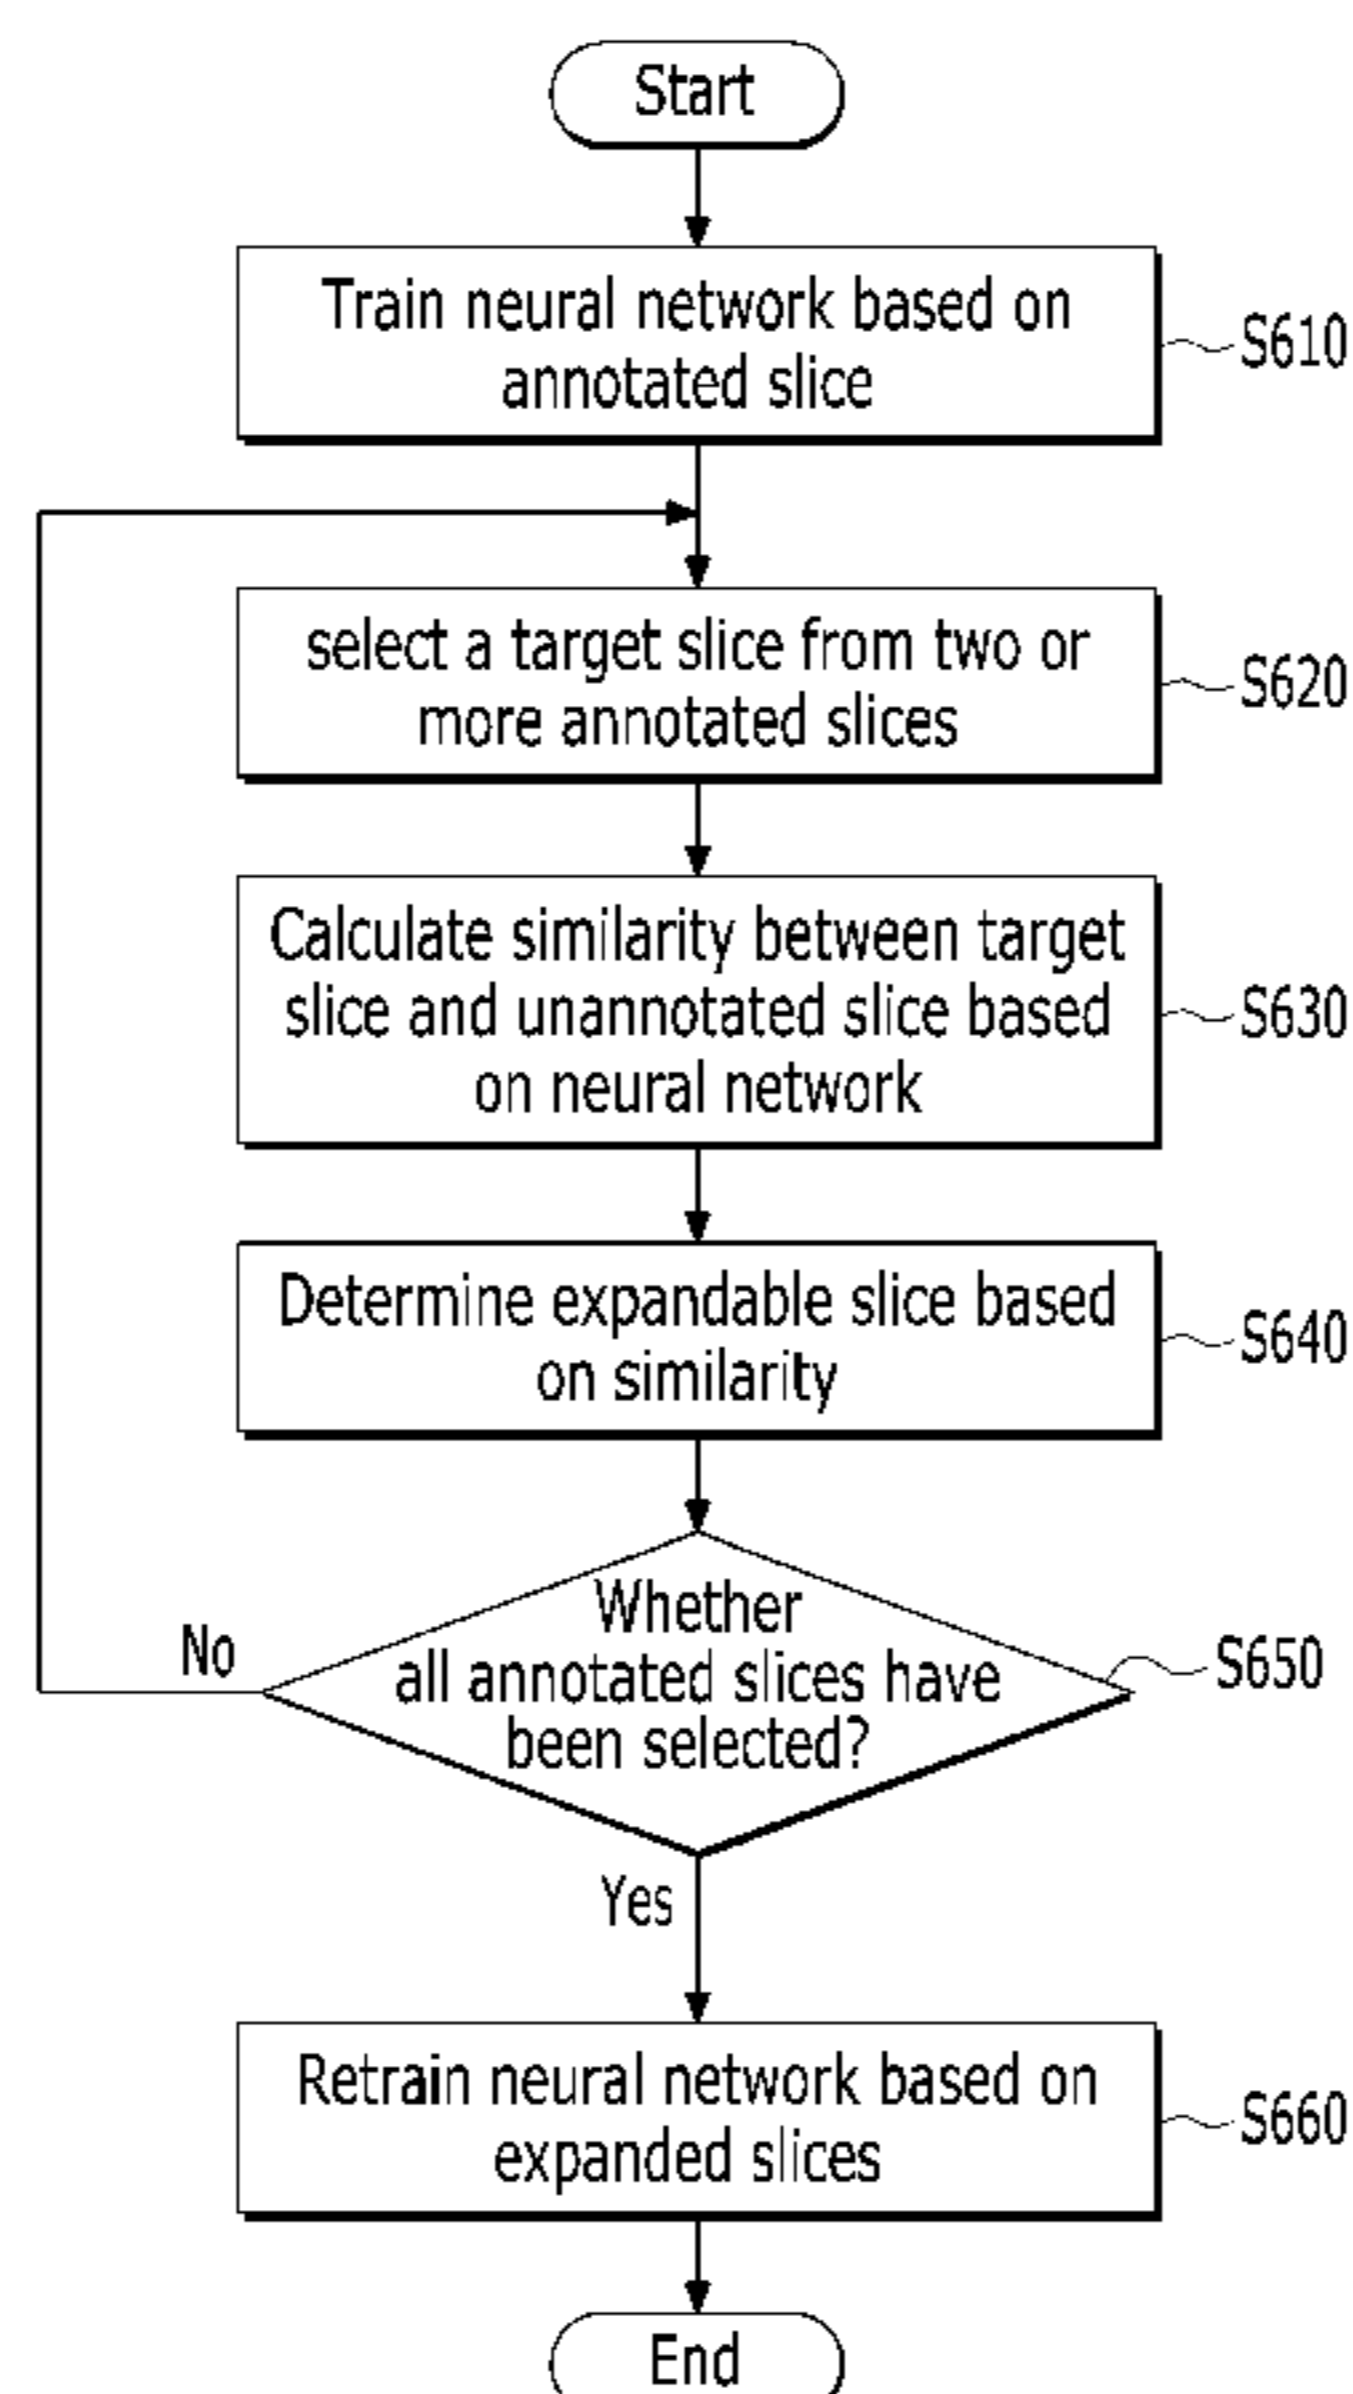 Start
Train neural network based on
annotated slice
S610
select a target slice from two or
more annotated slices
S620
Calculate similarity between target
slice and unannotated slice based
on neural network
S630
Determine expandable slice based
on similarity
S640
Whether
all annotated slices have
been selected?
S650
No
Yes
Retrain neural network based on
expanded slices
S660
End